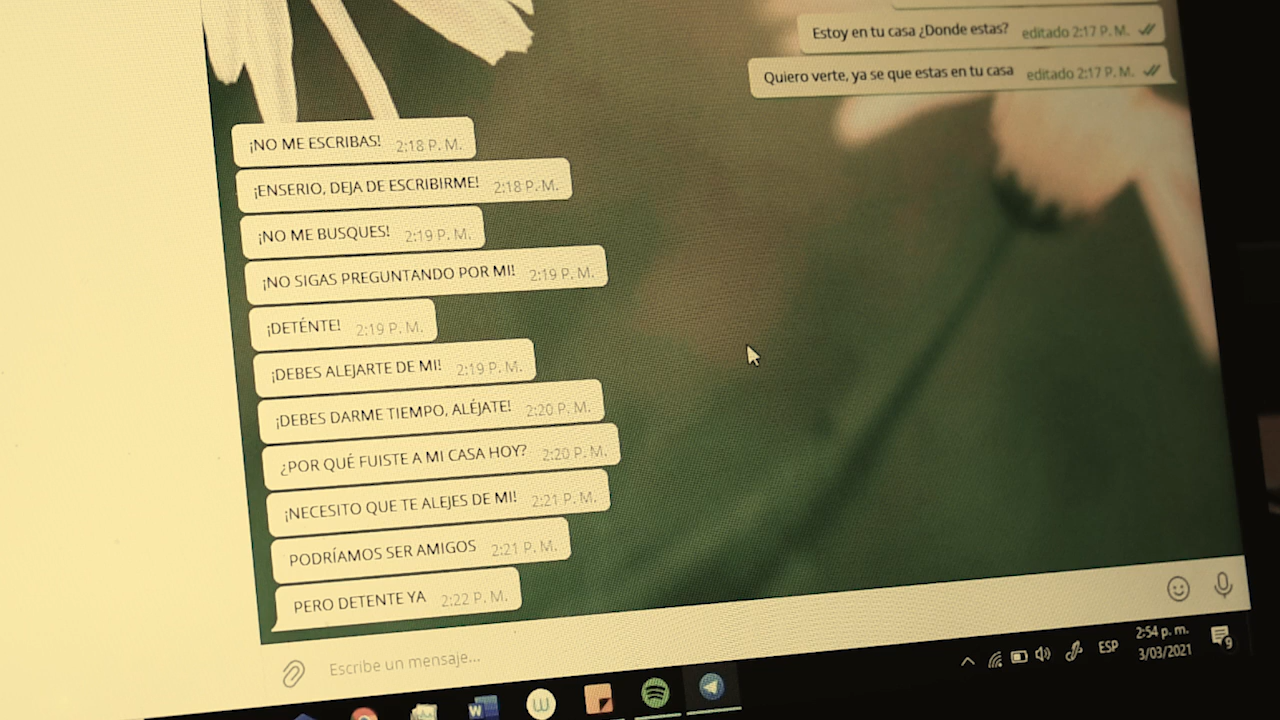 Estoy en tu casa ¿Donde estas? editado 2:17 P. M.
Quiero verte, ya se que estas en tu casa editado 2:17 P. M.
¡NO ME ESCRIBAS! 2:18 P. M.
¡ENSERIO, DEJA DE ESCRIBIRME! 2:18 P. M.
¡NO ME BUSQUES! 2:19 P. M.
¡NO SIGAS PREGUNTANDO POR MI! 2:19 P. M.
¡DETÉNTE! 2:19 P. M.
¡DEBES ALEJARTE DE MI! 2:19 P. M.
¡DEBES DARME TIEMPO, ALÉJATE! 2:20 P. M.
¿POR QUÉ FUISTE A MI CASA HOY? 2:20 P. M.
¡NECESITO QUE TE ALEJES DE MI! 2:21 P. M.
PODRÍAMOS SER AMIGOS 2:21 P. M.
PERO DETENTE YA 2:22 P. M.
Escribe un mensaje...
ESP
2:54 p. m.
3/03/2021
9
W